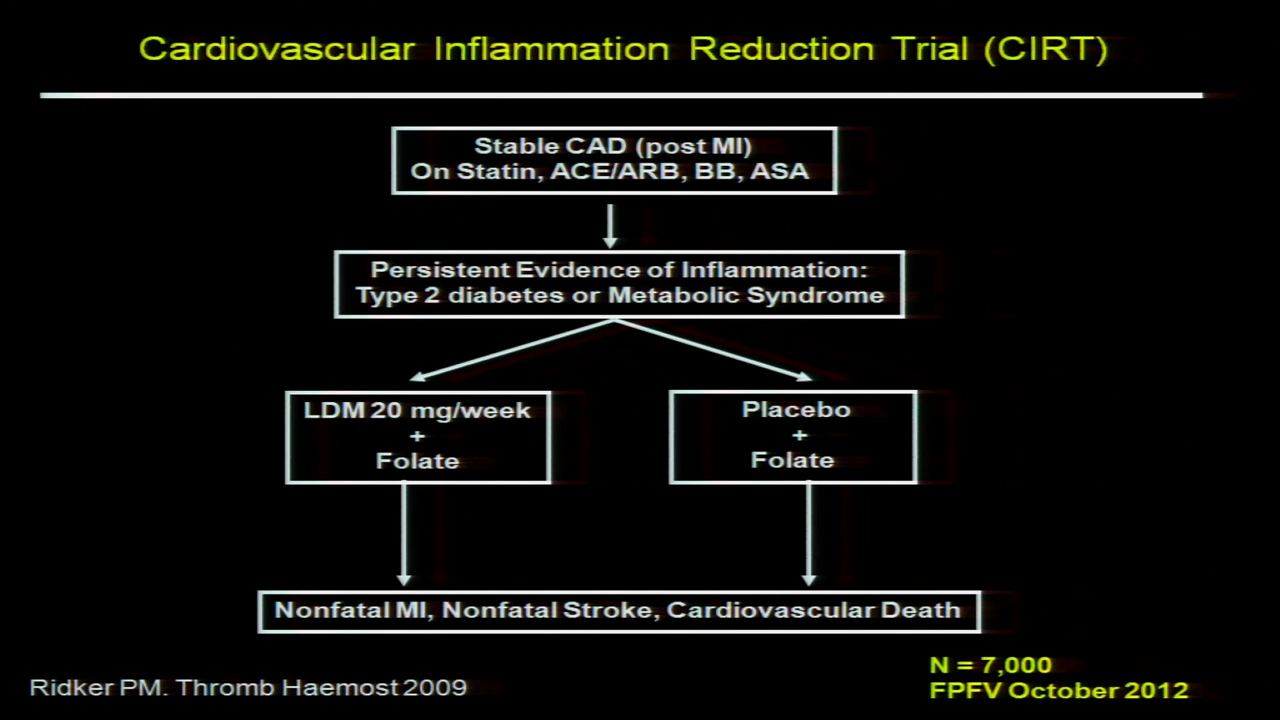 Cardiovascular Inflammation Reduction Trial (CIRT)
Stable CAD (post MI)
On Statin, ACE/ARB, BB, ASA
Persistent Evidence of Inflammation:
Type 2 diabetes or Metabolic Syndrome
LDM 20 mg/week
+
Folate
Placebo
+
Folate
Nonfatal MI, Nonfatal Stroke, Cardiovascular Death
Ridker PM. Thromb Haemost 2009
N = 7,000
FPFV October 2012